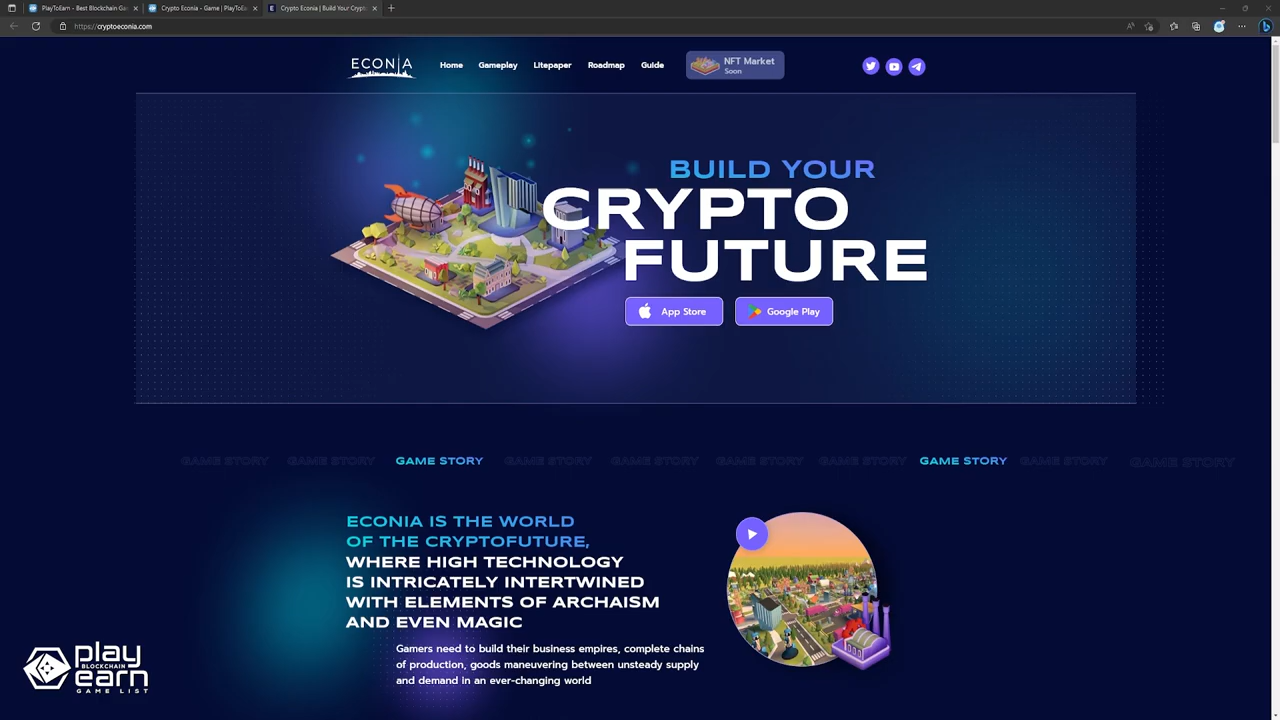 PlayToEarn - Best Blockchain Ga
Crypto Econia - Game | PlayToE
Crypto Econia | Build Your Crypt
https://cryptoeconia.com
ECONIA
Home
Gameplay
Litepaper
Roadmap
Guide
NFT Market
Soon
BUILD YOUR
CRYPTO
FUTURE
App Store
Google Play
GAME STORY GAME STORY GAME STORY GAME STORY GAME STORY GAME STORY GAME STORY GAME STORY GAME STORY GAME STORY
ECONIA IS THE WORLD
OF THE CRYPTOFUTURE,
WHERE HIGH TECHNOLOGY
IS INTRICATELY INTERTWINED
WITH ELEMENTS OF ARCHAISM
AND EVEN MAGIC
Gamers need to build their business empires, complete chains
of production, goods maneuvering between unsteady supply
and demand in an ever-changing world
play
BLOCKCHAIN
earn
GAME LIST